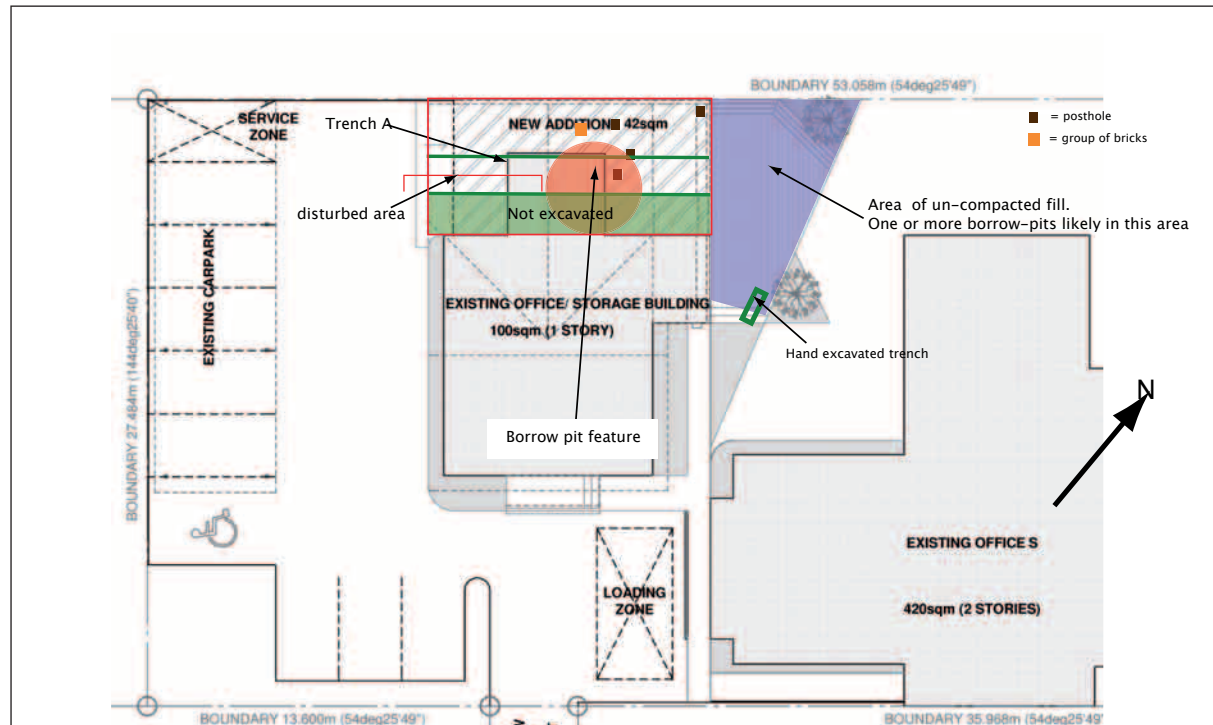 BOUNDARY 53.058m (54deg25'49")
SERVICE
ZONE
Trench A
NEW ADDITION 42sqm
= posthole
= group of bricks
disturbed area
Not excavated
Area of un-compacted fill.
One or more borrow-pits likely in this area
EXISTING CARPARK
BOUNDARY 27.484m (144deg25'40")
EXISTING OFFICE/ STORAGE BUILDING
100sqm (1 STORY)
Hand excavated trench
N
Borrow pit feature
EXISTING OFFICE S
LOADING
ZONE
420sqm (2 STORIES)
BOUNDARY 13.600m (54deg25'49")
BOUNDARY 35.968m (54deg25'49")